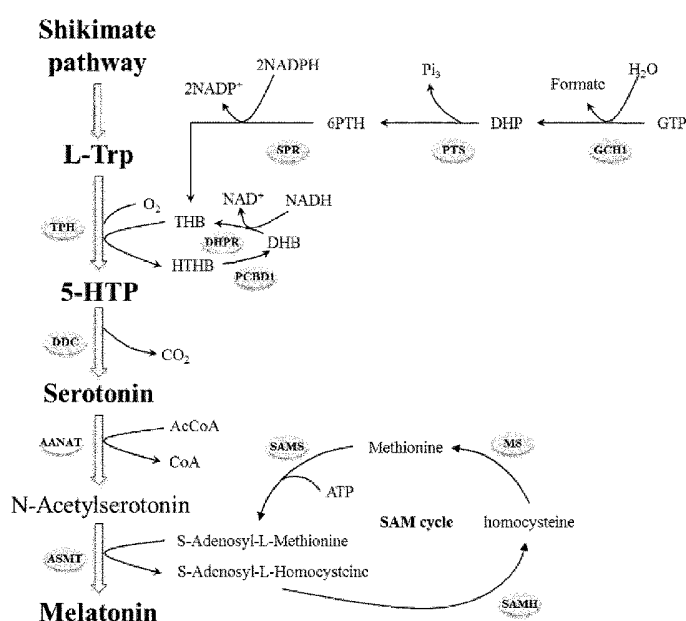 Shikimate
pathway
2NADPH
2NADP⁺
Pi₃
H₂O
Formate
6PTH
DHP
GTP
SPR
PTS
GCH1
L-Trp
O₂
NAD⁺
NADH
TPH
THB
DHPR
DHB
HTHB
PCBD1
5-HTP
DDC
CO₂
Serotonin
AANAT
AcCoA
CoA
SAMS
Methionine
MS
ATP
N-Acetylserotonin
SAM cycle
homocysteine
S-Adenosyl-L-Methionine
ASMT
S-Adenosyl-L-Homocysteine
SAMH
Melatonin